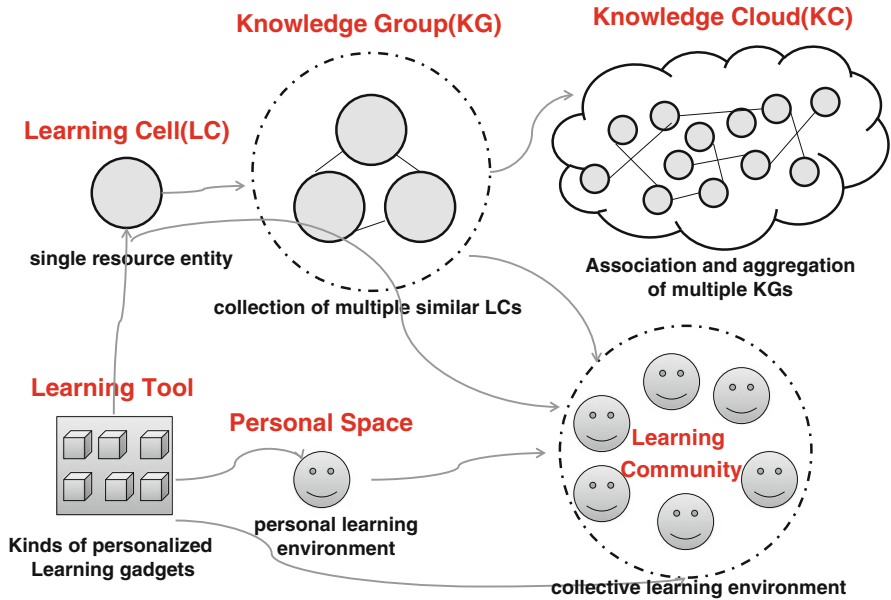 Knowledge Group(KG)
Knowledge Cloud(KC)
Learning Cell(LC)
single resource entity
collection of multiple similar LCs
Association and aggregation
of multiple KGs
Learning Tool
Personal Space
Learning
Community
Kinds of personalized
Learning gadgets
personal learning
environment
collective learning environment